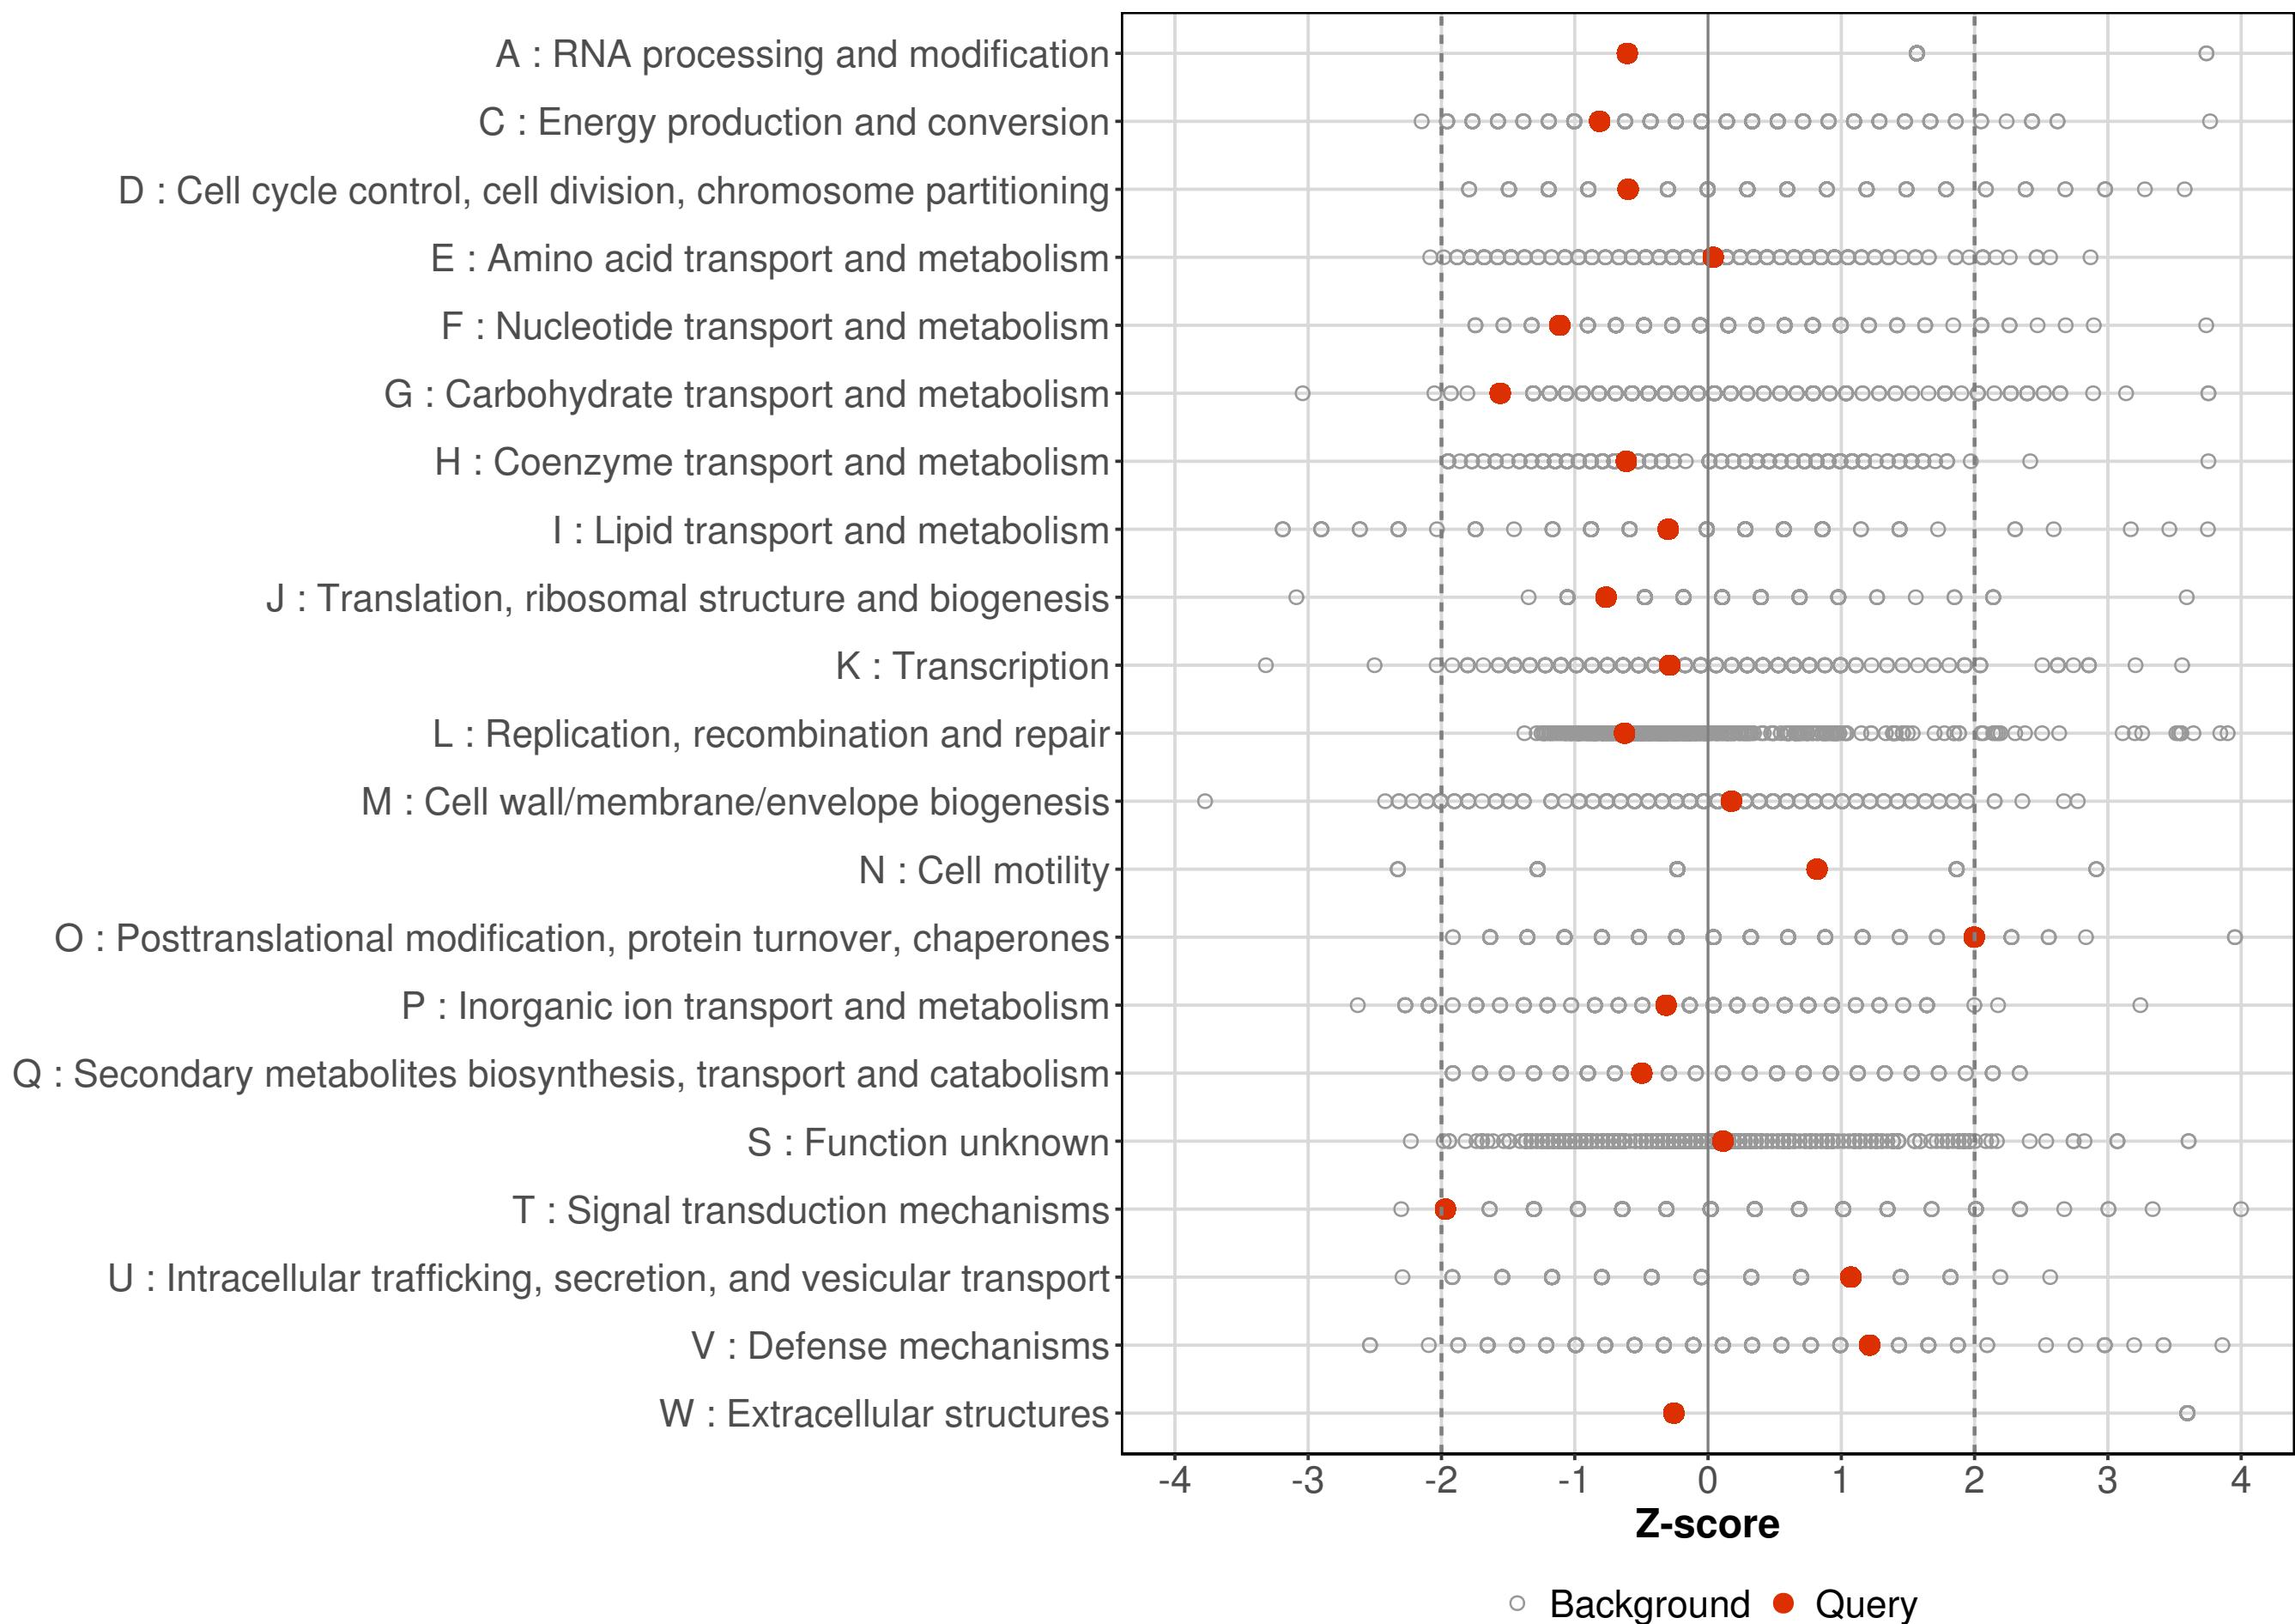 A : RNA processing and modification
C : Energy production and conversion
D : Cell cycle control, cell division, chromosome partitioning
E : Amino acid transport and metabolism
F : Nucleotide transport and metabolism
G : Carbohydrate transport and metabolism
H : Coenzyme transport and metabolism
I : Lipid transport and metabolism
J : Translation, ribosomal structure and biogenesis
K : Transcription
L : Replication, recombination and repair
M : Cell wall/membrane/envelope biogenesis
N : Cell motility
O : Posttranslational modification, protein turnover, chaperones
P : Inorganic ion transport and metabolism
Q : Secondary metabolites biosynthesis, transport and catabolism
S : Function unknown
T : Signal transduction mechanisms
U : Intracellular trafficking, secretion, and vesicular transport
V : Defense mechanisms
W : Extracellular structures
-4 -3 -2 -1 0 1 2 3 4
Z-score
Background Query